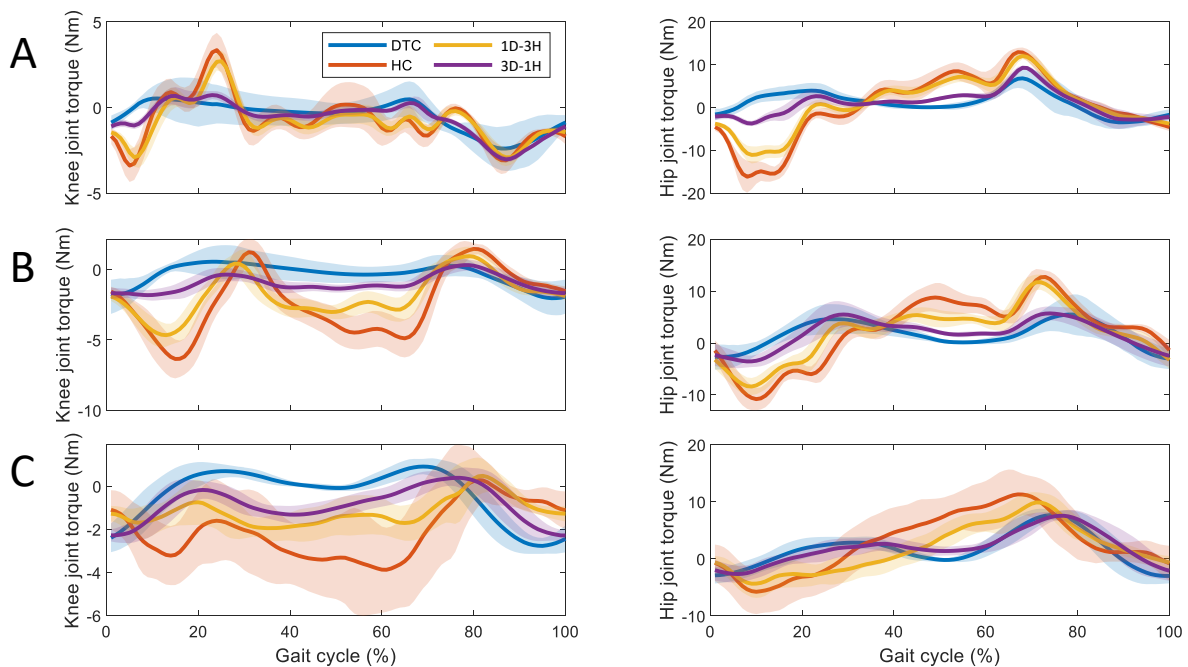 A
Knee joint torque (Nm)
5
0
-5
DTC
1D-3H
HC
3D-1H
Hip joint torque (Nm)
20
10
0
-10
-20
B
Knee joint torque (Nm)
0
-5
-10
Hip joint torque (Nm)
20
10
0
-10
C
Knee joint torque (Nm)
0
-2
-4
-6
0 20 40 60 80 100
Gait cycle (%)
Hip joint torque (Nm)
20
10
0
-10
0 20 40 60 80 100
Gait cycle (%)